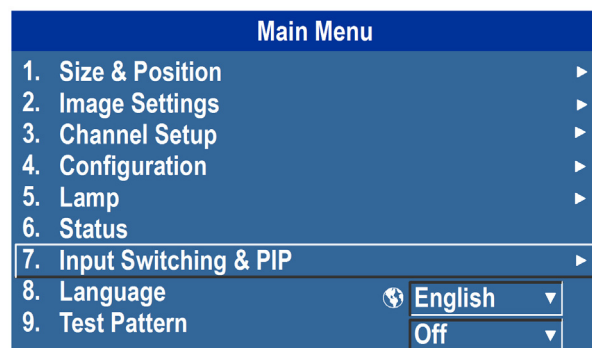 Main Menu
1. Size & Position
2. Image Settings
3. Channel Setup
4. Configuration
5. Lamp
6. Status
7. Input Switching & PIP
8. Language English
9. Test Pattern Off